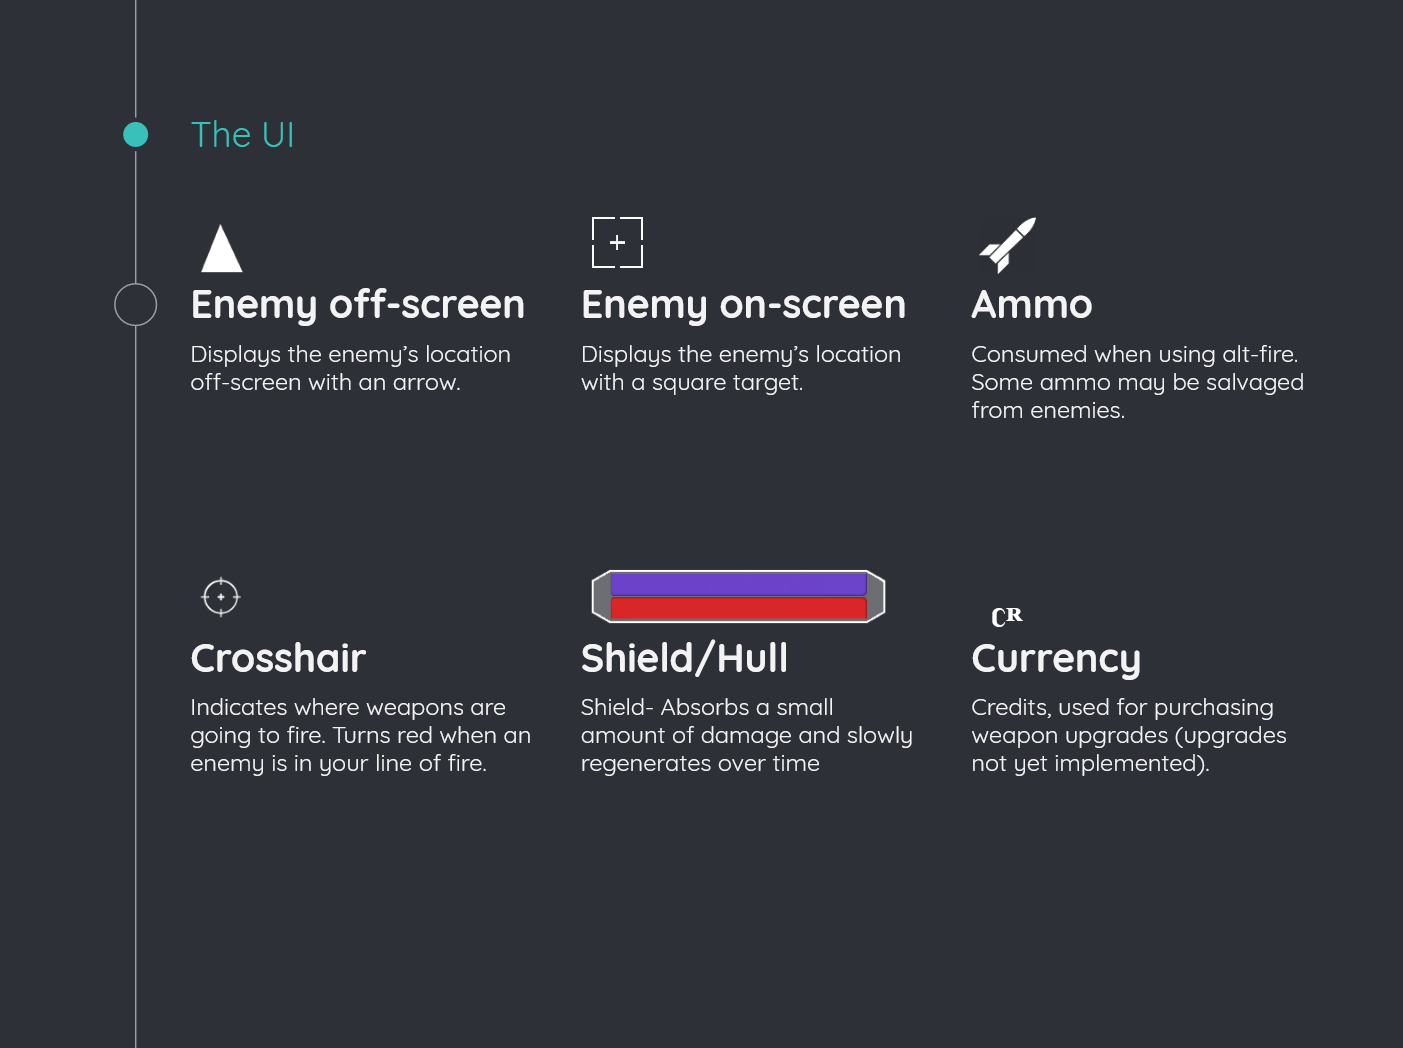 The UI
Enemy off-screen
Displays the enemy’s location
off-screen with an arrow.
Enemy on-screen
Displays the enemy’s location
with a square target.
Ammo
Consumed when using alt-fire.
Some ammo may be salvaged
from enemies.
Crosshair
Indicates where weapons are
going to fire. Turns red when an
enemy is in your line of fire.
Shield/Hull
Shield- Absorbs a small
amount of damage and slowly
regenerates over time
CR
Currency
Credits, used for purchasing
weapon upgrades (upgrades
not yet implemented).